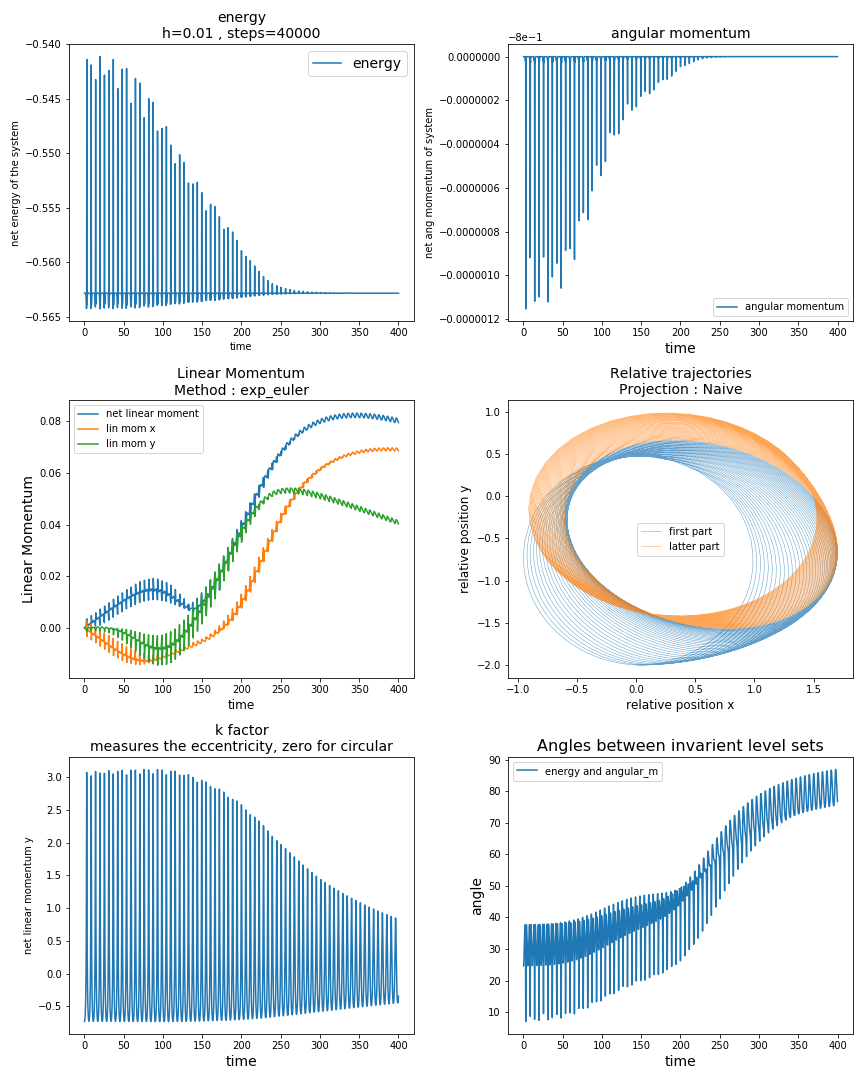 energy
h=0.01 , steps=40000
−0.540
−0.545
−0.550
−0.555
−0.560
−0.565
net energy of the system
energy
0 50 100 150 200 250 300 350 400
time
−8e−1
angular momentum
0.0000000
−0.0000002
−0.0000004
−0.0000006
−0.0000008
−0.0000010
−0.0000012
net ang momentum of system
angular momentum
0 50 100 150 200 250 300 350 400
time
Linear Momentum
Method : exp_euler
0.08
0.06
0.04
0.02
0.00
Linear Momentum
net linear moment
lin mom x
lin mom y
0 50 100 150 200 250 300 350 400
time
Relative trajectories
Projection : Naive
1.0
0.5
0.0
−0.5
−1.0
−1.5
−2.0
relative position y
first part
latter part
−1.0 −0.5 0.0 0.5 1.0 1.5
relative position x
k factor
measures the eccentricity, zero for circular
3.0
2.5
2.0
1.5
1.0
0.5
0.0
−0.5
net linear momentum y
0 50 100 150 200 250 300 350 400
time
Angles between invarient level sets
90
80
70
60
50
40
30
20
10
angle
energy and angular_m
0 50 100 150 200 250 300 350 400
time